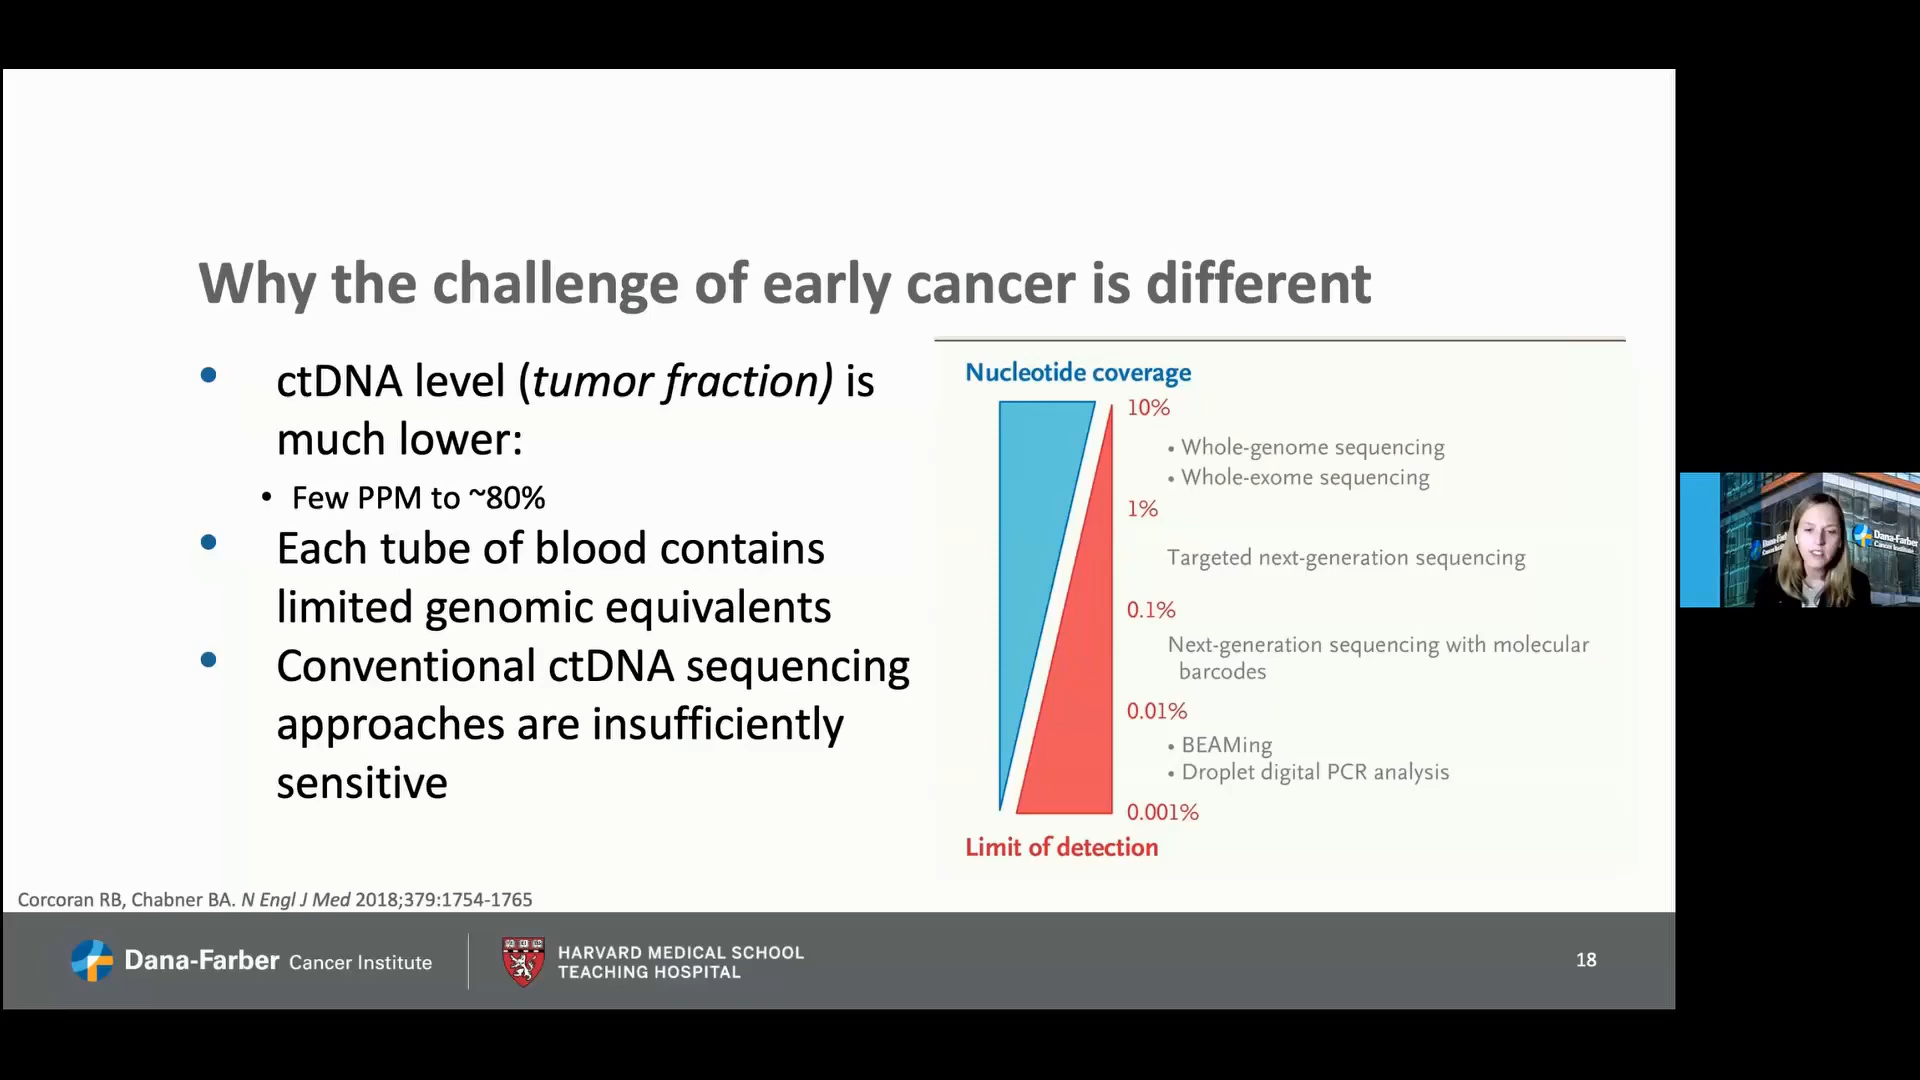 Why the challenge of early cancer is different
• ctDNA level (tumor fraction) is
much lower:
• Few PPM to ~80%
• Each tube of blood contains
limited genomic equivalents
• Conventional ctDNA sequencing
approaches are insufficiently
sensitive
Nucleotide coverage
10%
• Whole-genome sequencing
• Whole-exome sequencing
1%
Targeted next-generation sequencing
0.1%
Next-generation sequencing with molecular
barcodes
0.01%
• BEAMing
• Droplet digital PCR analysis
0.001%
Limit of detection
Corcoran RB, Chabner BA. N Engl J Med 2018;379:1754-1765
Dana-Farber Cancer Institute
HARVARD MEDICAL SCHOOL
TEACHING HOSPITAL
18
Dana-Farber
Cancer Institute